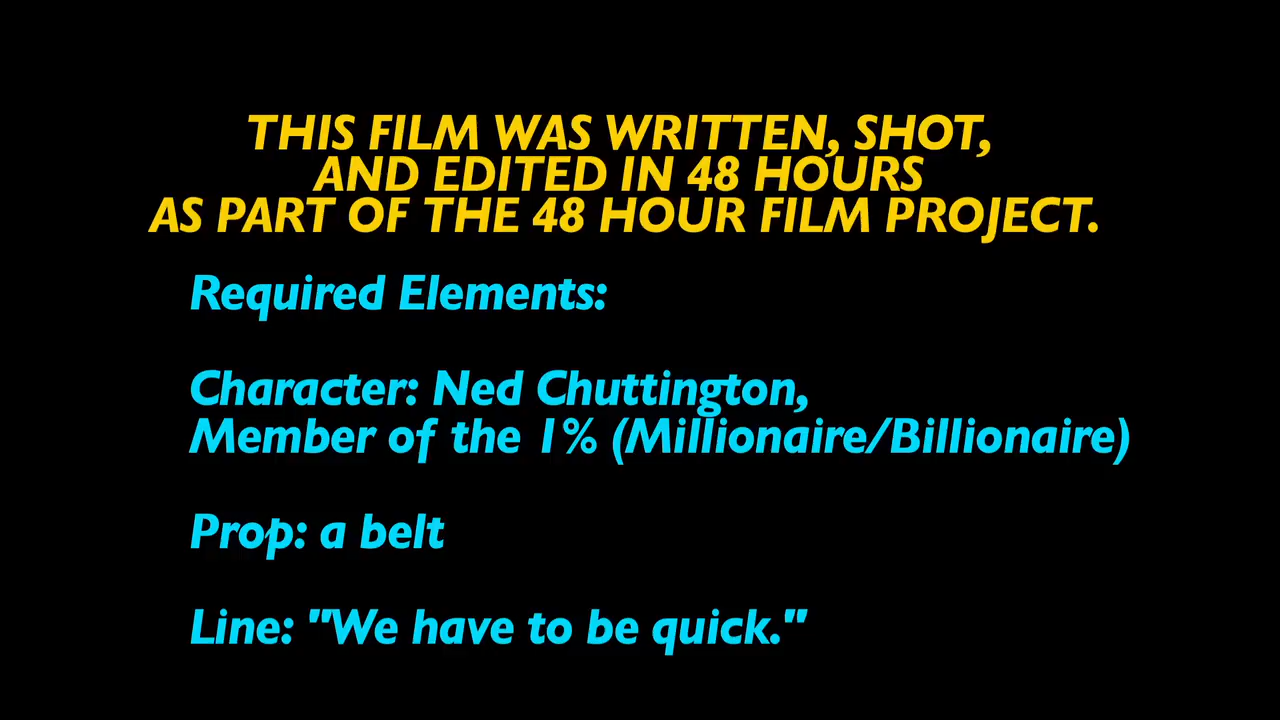 THIS FILM WAS WRITTEN, SHOT,
AND EDITED IN 48 HOURS
AS PART OF THE 48 HOUR FILM PROJECT.
Required Elements:
Character: Ned Chuttington,
Member of the 1% (Millionaire/Billionaire)
Prop: a belt
Line: "We have to be quick."